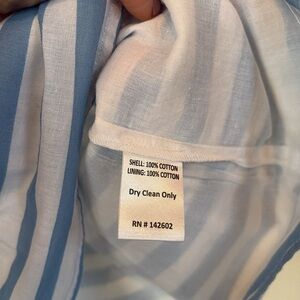 SHELL: 100% COTTON
LINING: 100% COTTON
Dry Clean Only
RN # 142602